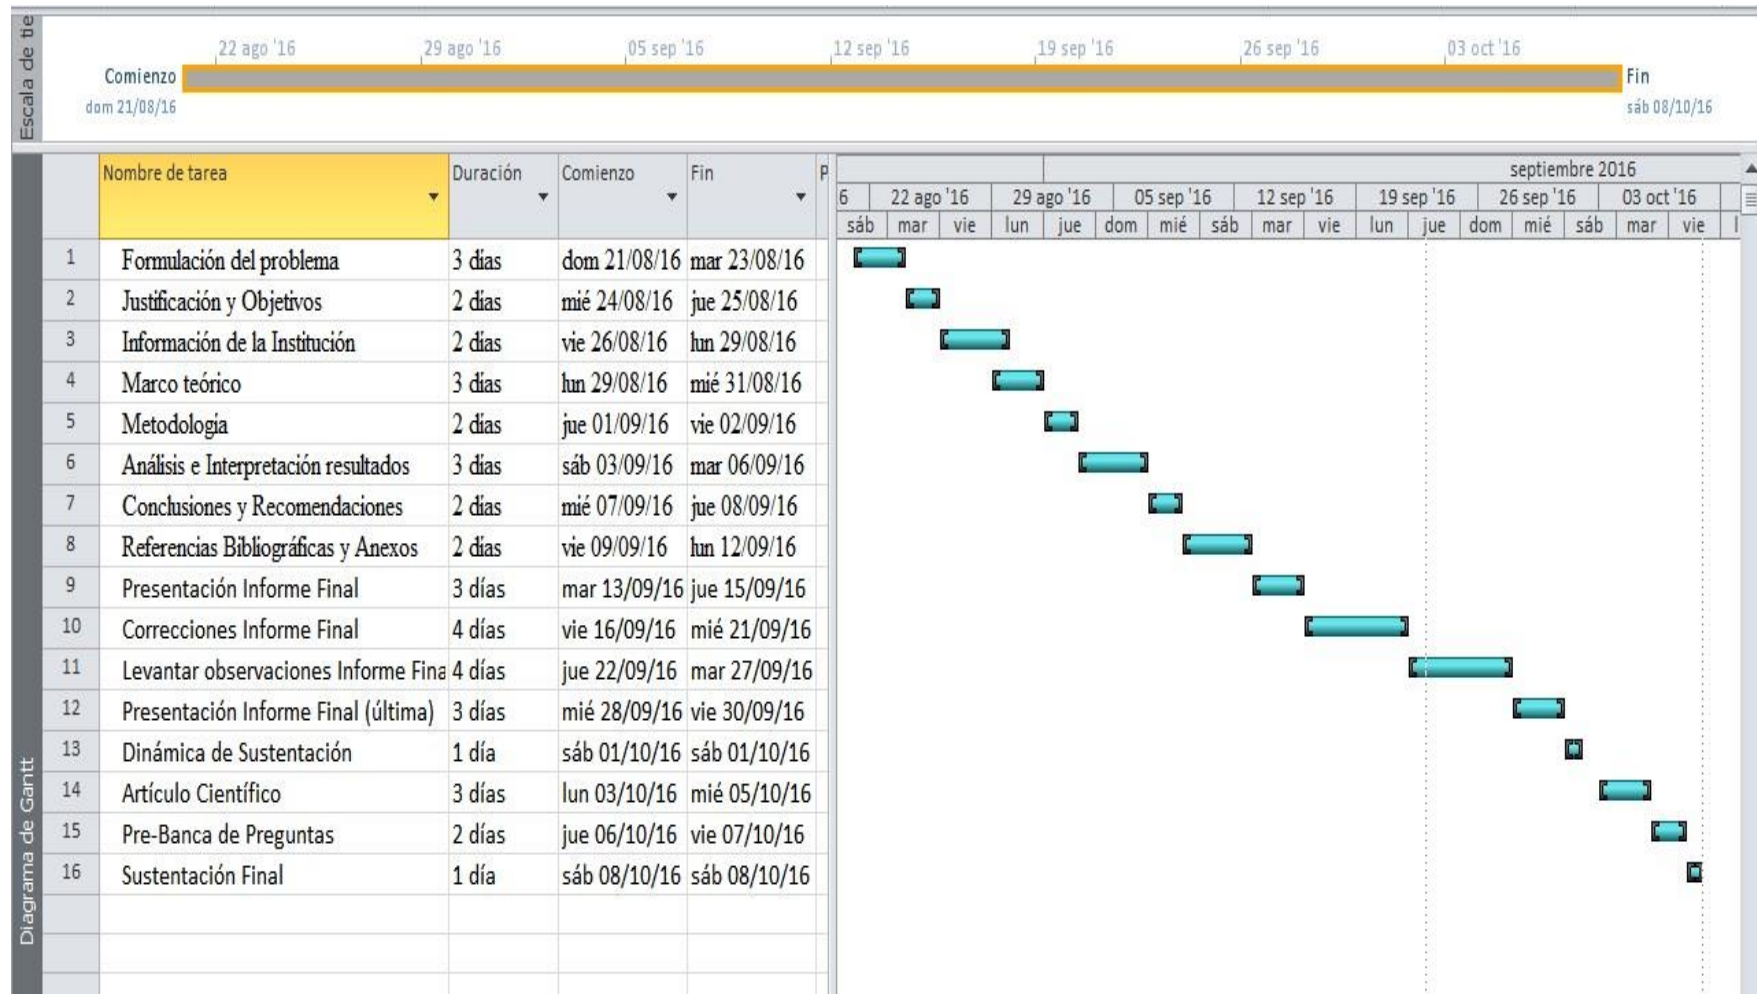 Escala de tie
22 ago '16 29 ago '16 05 sep '16 12 sep '16 19 sep '16 26 sep '16 03 oct '16
Comienzo Fin
dom 21/08/16 sáb 08/10/16
Diagrama de Gantt
Nombre de tarea Duración Comienzo Fin P
septiembre 2016
6 22 ago '16 29 ago '16 05 sep '16 12 sep '16 19 sep '16 26 sep '16 03 oct '16
sáb mar vie lun jue dom mié sáb mar vie lun jue dom mié sáb mar vie l
1 Formulación del problema 3 días dom 21/08/16 mar 23/08/16
2 Justificación y Objetivos 2 días mié 24/08/16 jue 25/08/16
3 Información de la Institución 2 días vie 26/08/16 lun 29/08/16
4 Marco teórico 3 días lun 29/08/16 mié 31/08/16
5 Metodología 2 días jue 01/09/16 vie 02/09/16
6 Análisis e Interpretación resultados 3 días sáb 03/09/16 mar 06/09/16
7 Conclusiones y Recomendaciones 2 días mié 07/09/16 jue 08/09/16
8 Referencias Bibliográficas y Anexos 2 días vie 09/09/16 lun 12/09/16
9 Presentación Informe Final 3 días mar 13/09/16 jue 15/09/16
10 Correcciones Informe Final 4 días vie 16/09/16 mié 21/09/16
11 Levantar observaciones Informe Fina 4 días jue 22/09/16 mar 27/09/16
12 Presentación Informe Final (última) 3 días mié 28/09/16 vie 30/09/16
13 Dinámica de Sustentación 1 día sáb 01/10/16 sáb 01/10/16
14 Artículo Científico 3 días lun 03/10/16 mié 05/10/16
15 Pre-Banca de Preguntas 2 días jue 06/10/16 vie 07/10/16
16 Sustentación Final 1 día sáb 08/10/16 sáb 08/10/16